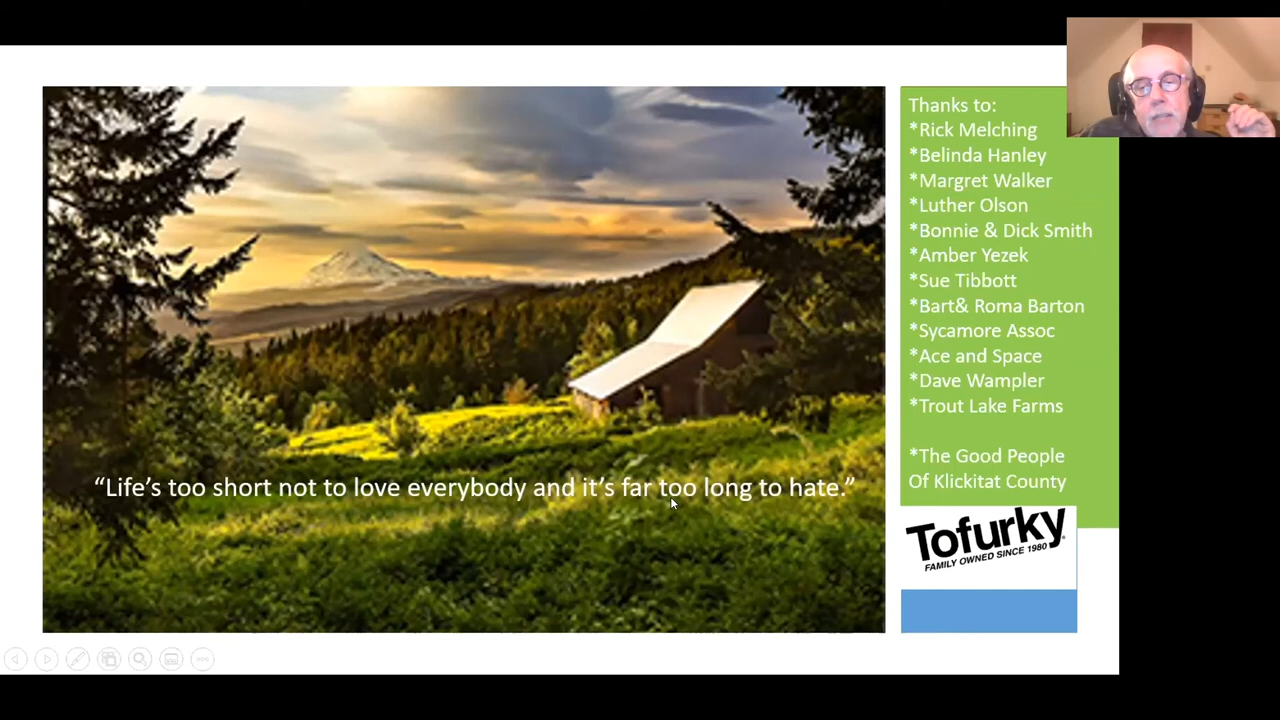 Thanks to:
*Rick Melching
*Belinda Hanley
*Margret Walker
*Luther Olson
*Bonnie & Dick Smith
*Amber Yezek
*Sue Tibbott
*Bart& Roma Barton
*Sycamore Assoc
*Ace and Space
*Dave Wampler
*Trout Lake Farms
*The Good People
Of Klickitat County
“Life’s too short not to love everybody and it’s far too long to hate.”
Tofurky
FAMILY OWNED SINCE 1980